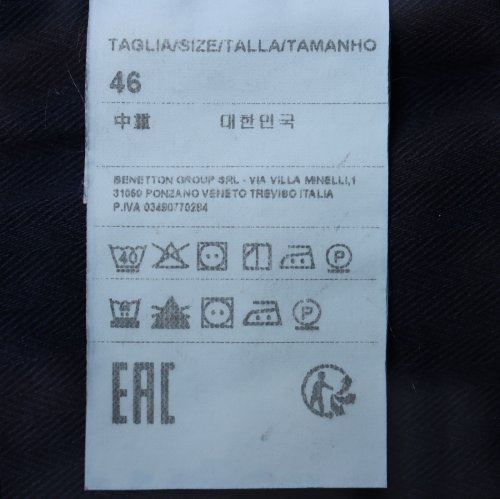 TAGLIA/SIZE/TALLA/TAMANHO
46
中國 대한민국
BENETTON GROUP SRL - VIA VILLA MINELLI,1
31050 PONZANO VENETO TREVISO ITALIA
P.IVA 03490770264
40 P
P
EAC